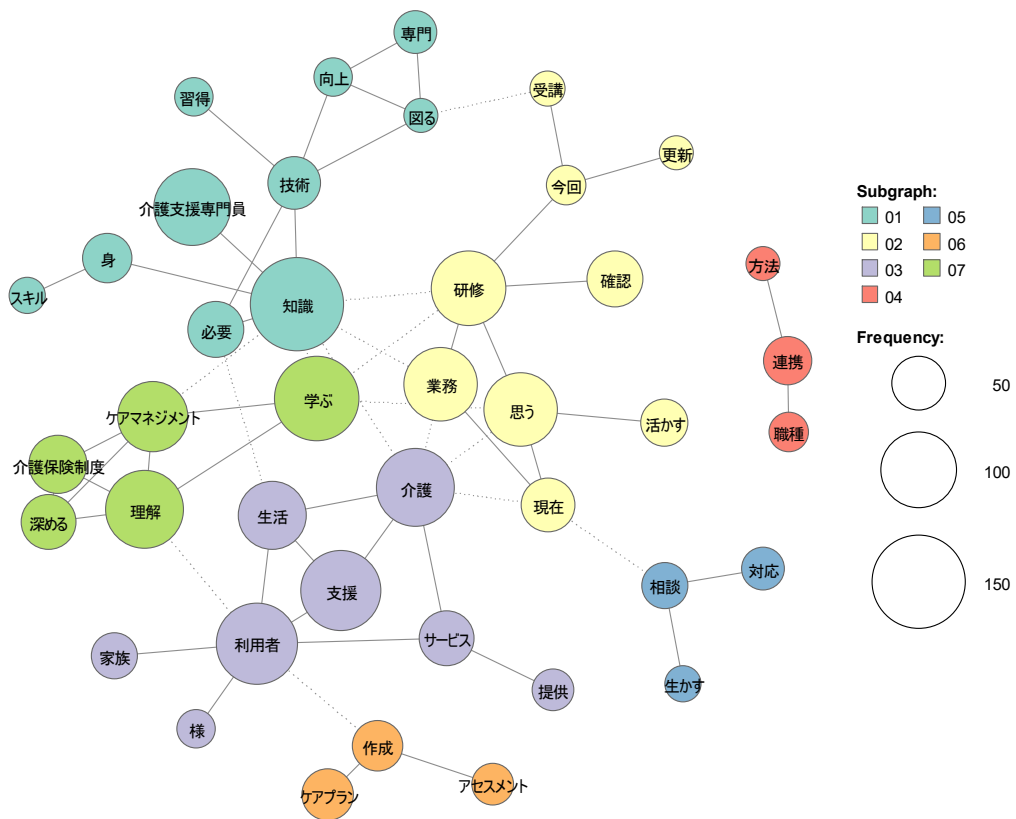 専門
向上
受講
習得
図る
更新
技術
今回
介護支援専門員
身
方法
スキル
知識
研修
確認
必要
連携
業務
学ぶ
思う
ケアマネジメント
活かす
職種
介護保険制度
介護
理解
生活
現在
深める
相談
対応
支援
利用者
サービス
家族
生かす
提供
様
作成
アセスメント
ケアプラン
Subgraph:
01
05
02
06
03
07
04
Frequency:
50
100
150